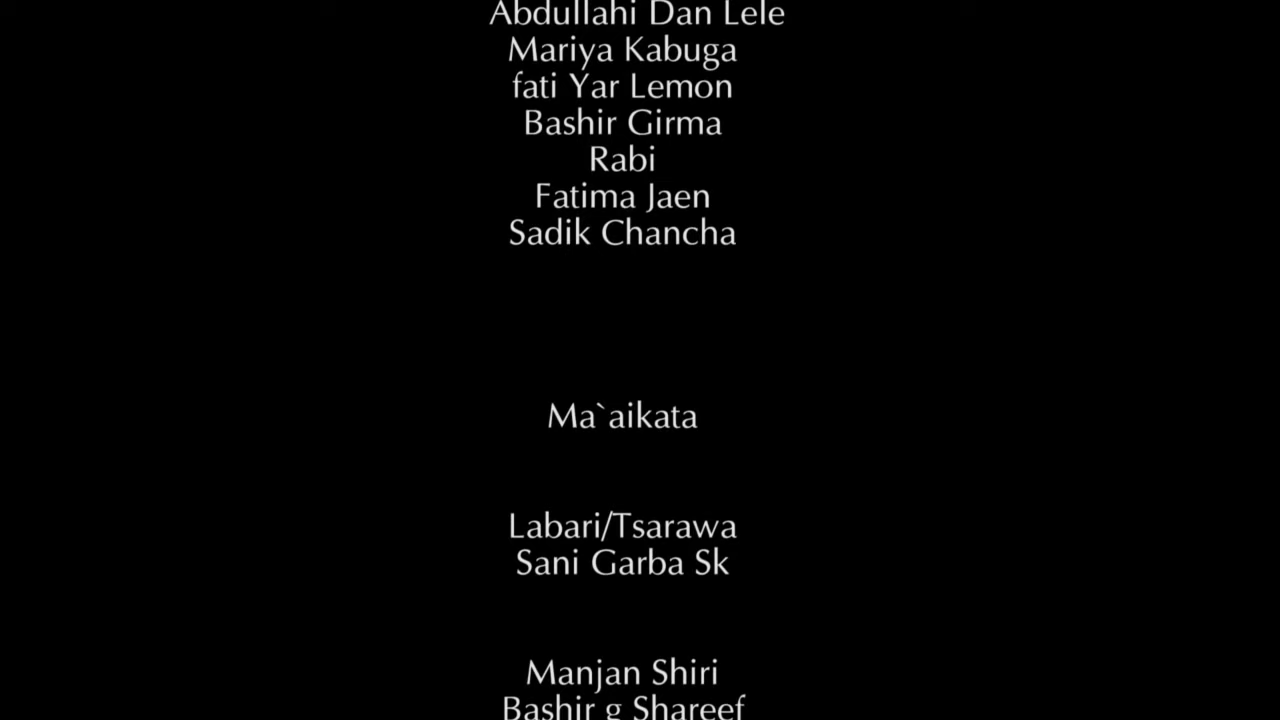 Abdullahi Dan Lele
Mariya Kabuga
fati Yar Lemon
Bashir Girma
Rabi
Fatima Jaen
Sadik Chancha
Ma`aikata
Labari/Tsarawa
Sani Garba Sk
Manjan Shiri
Bashir g Shareef